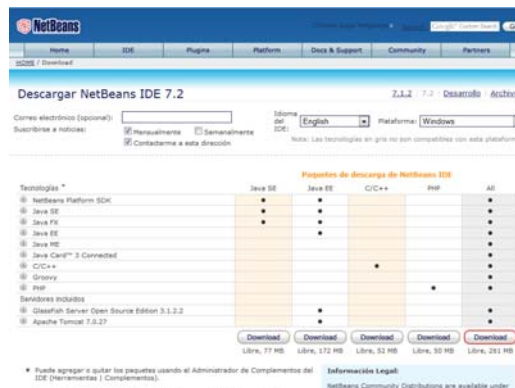 NetBeans
Home IDE Plugins Platform Docs & Support Community Partners
HOME / Download
Descargar NetBeans IDE 7.2
7.1.2 7.2 Desarrollo Archiv
Correo electrónico (opcional):
Idioma del IDE: English Plataforma: Windows
Suscribirse a noticias: Mensualmente Semanalmente
Contactarme a esta dirección
Nota: Las tecnologías en gris no son compatibles con esta plataform
Paquetes de descarga de NetBeans IDE
Tecnologías * Java SE Java EE C/C++ PHP All
NetBeans Platform SDK
Java SE
Java FX
Java EE
Java ME
Java Card™ 3 Connected
C/C++
Groovy
PHP
Servidores incluidos
GlassFish Server Open Source Edition 3.1.2.2
Apache Tomcat 7.0.27
Download Download Download Download Download
Libre, 77 MB Libre, 172 MB Libre, 52 MB Libre, 50 MB Libre, 281 MB
* Puede agregar o quitar los paquetes usando el Administrador de Complementos del
IDE (Herramientas | Complementos).
Información Legal:
NetBeans Community Distributions are available under